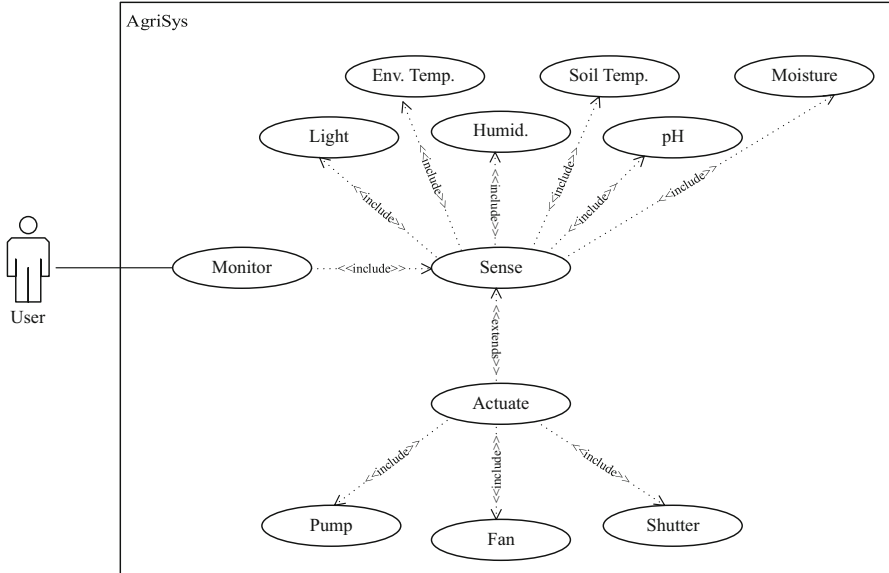 AgriSys
Env. Temp.
Soil Temp.
Moisture
Light
Humid.
pH
<<include>>
<<include>>
<<include>>
<<include>>
<<include>>
<<include>>
Monitor
<<include>>
Sense
User
<<extends>>
Actuate
<<include>>
<<include>>
<<include>>
Pump
Fan
Shutter